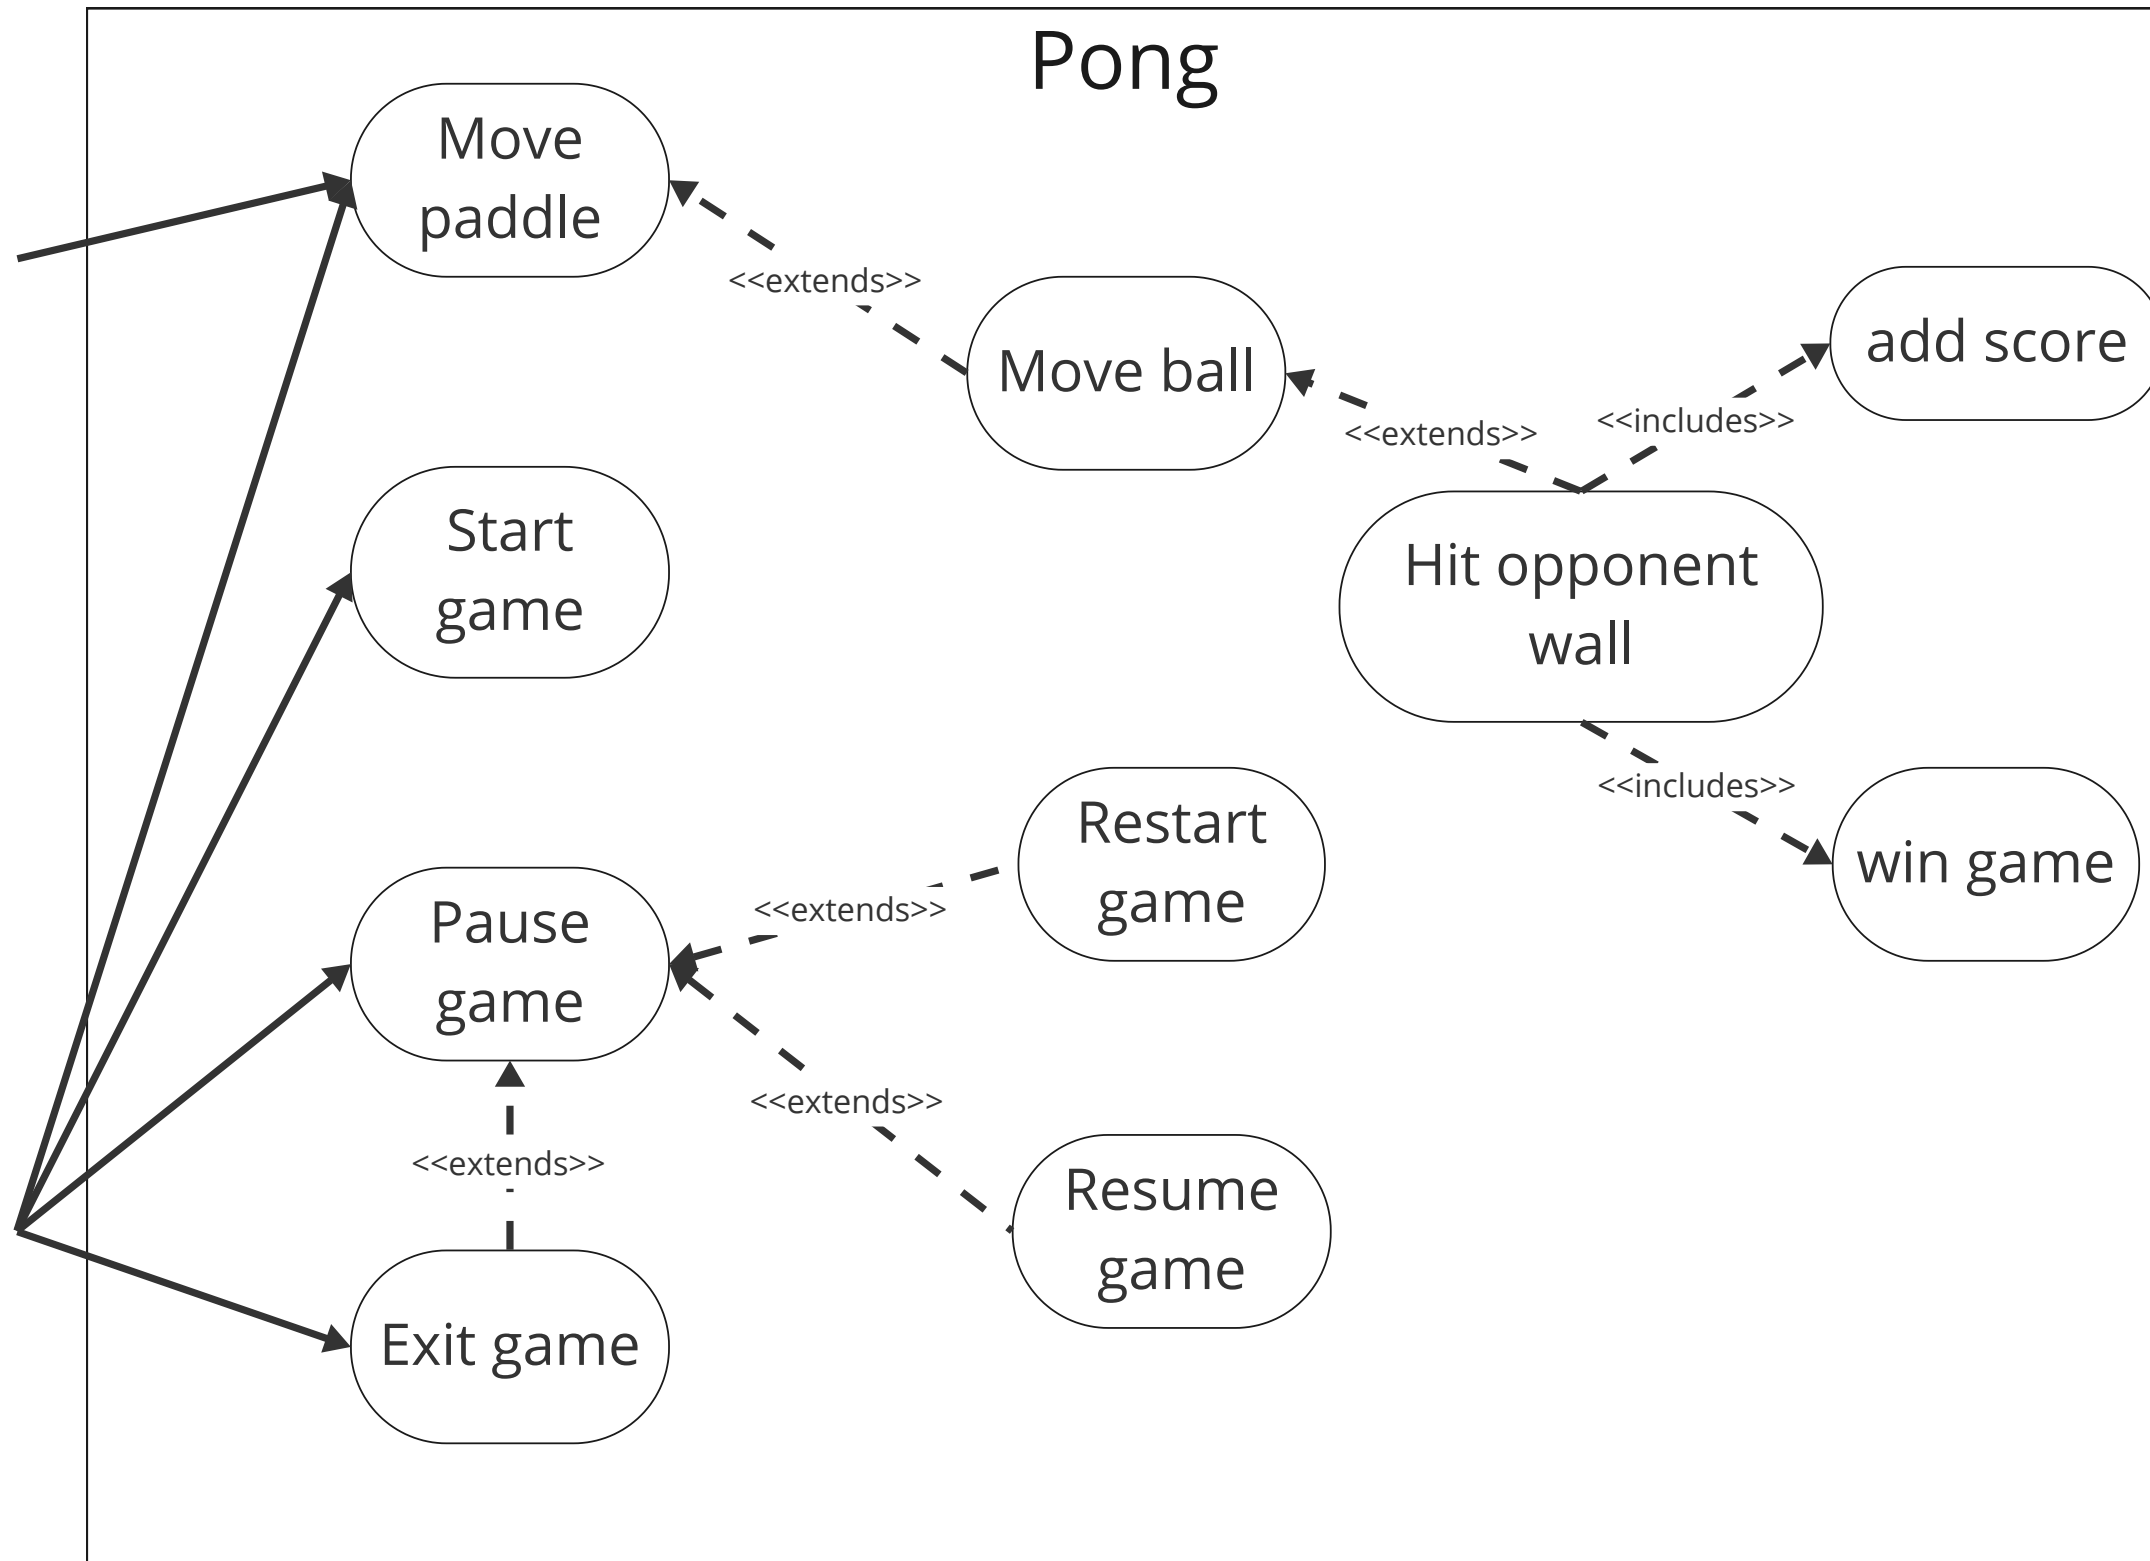 Pong
Move
paddle
<<extends>>
Move ball
add score
<<extends>>
<<includes>>
Start
game
Hit opponent
wall
<<includes>>
Restart
game
win game
Pause
game
<<extends>>
<<extends>>
<<extends>>
Resume
game
Exit game